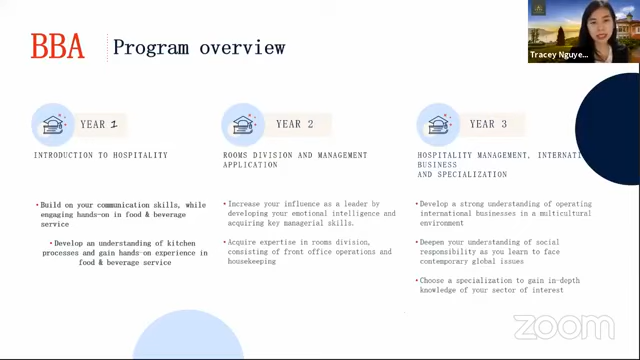 BBA Program overview
Tracey Nguye...
YEAR 1
INTRODUCTION TO HOSPITALITY
• Build on your communication skills, while
engaging hands-on in food & beverage
service
• Develop an understanding of kitchen
processes and gain hands-on experience in
food & beverage service
YEAR 2
ROOMS DIVISION AND MANAGEMENT
APPLICATION
• Increase your influence as a leader by
developing your emotional intelligence and
acquiring key managerial skills.
• Acquire expertise in rooms division,
consisting of front office operations and
housekeeping
YEAR 3
HOSPITALITY MANAGEMENT, INTERNATI
BUSINESS
AND SPECIALIZATION
• Develop a strong understanding of operating
international businesses in a multicultural
environment
• Deepen your understanding of social
responsibility as you learn to face
contemporary global issues
• Choose a specialization to gain in-depth
knowledge of your sector of interest
zoom